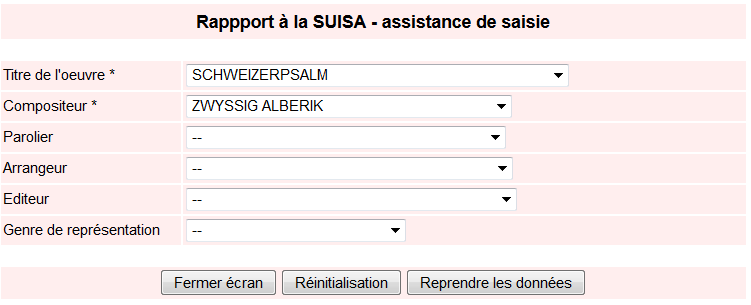 Rappport à la SUISA - assistance de saisie
Titre de l'oeuvre * SCHWEIZERPSALM
Compositeur * ZWYSSIG ALBERIK
Parolier --
Arrangeur --
Editeur --
Genre de représentation --
Fermer écran Réinitialisation Reprendre les données